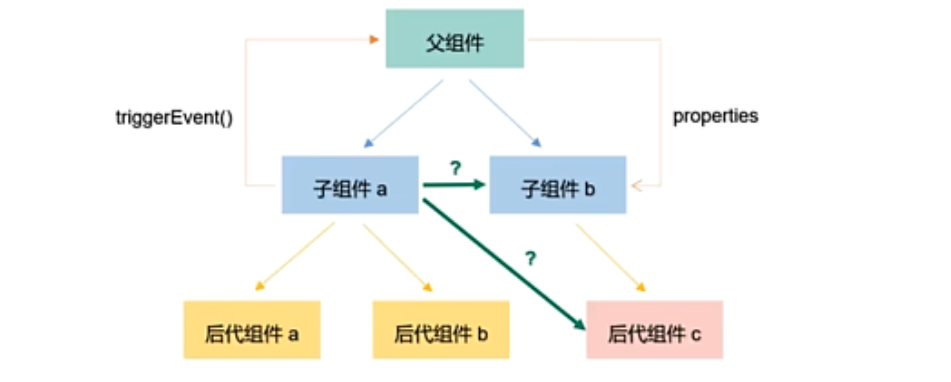 父组件
triggerEvent()
properties
子组件 a
?
子组件 b
?
后代组件 a
后代组件 b
后代组件 c